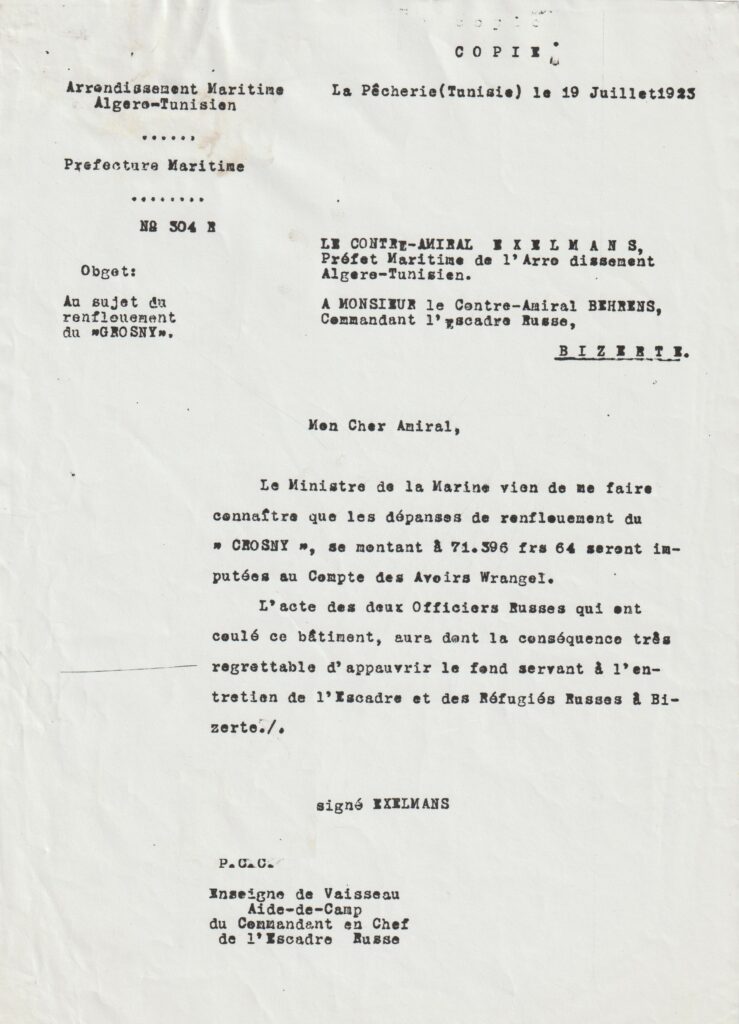 COPIE.
Arrondissement Maritime
Algero-Tunisien
La Pêcherie(Tunisie) le 19 Juillet1923
......
Prefecture Maritime
........
Nº 304 E
LE CONTRE-AMIRAL EXELMANS,
Préfet Maritime de l'Arro dissement
Algero-Tunisien.
Obget:
Au sujet du
renflouement
du "GROSNY".
A MONSIEUR le Contre-Amiral BEHRENS,
Commandant l'Escadre Russe,
BIZERTE.
Mon Cher Amiral,
Le Ministre de la Marine vien de me faire
connaître que les dépanses de renflouement du
" GROSNY ", se montant à 71.396 frs 64 seront im-
putées au Compte des Avoirs Wrangel.
L'acte des deux Officiers Russes qui ont
coulé ce bâtiment, aura dont la conséquence très
regrettable d'appauvrir le fond servant à l'en-
tretien de l'Escadre et des Réfugiés Russes à Bi-
zerte./.
signé EXELMANS
P.C.C.
Enseigne de Vaisseau
Aide-de-Camp
du Commandant en Chef
de l'Escadre Russe